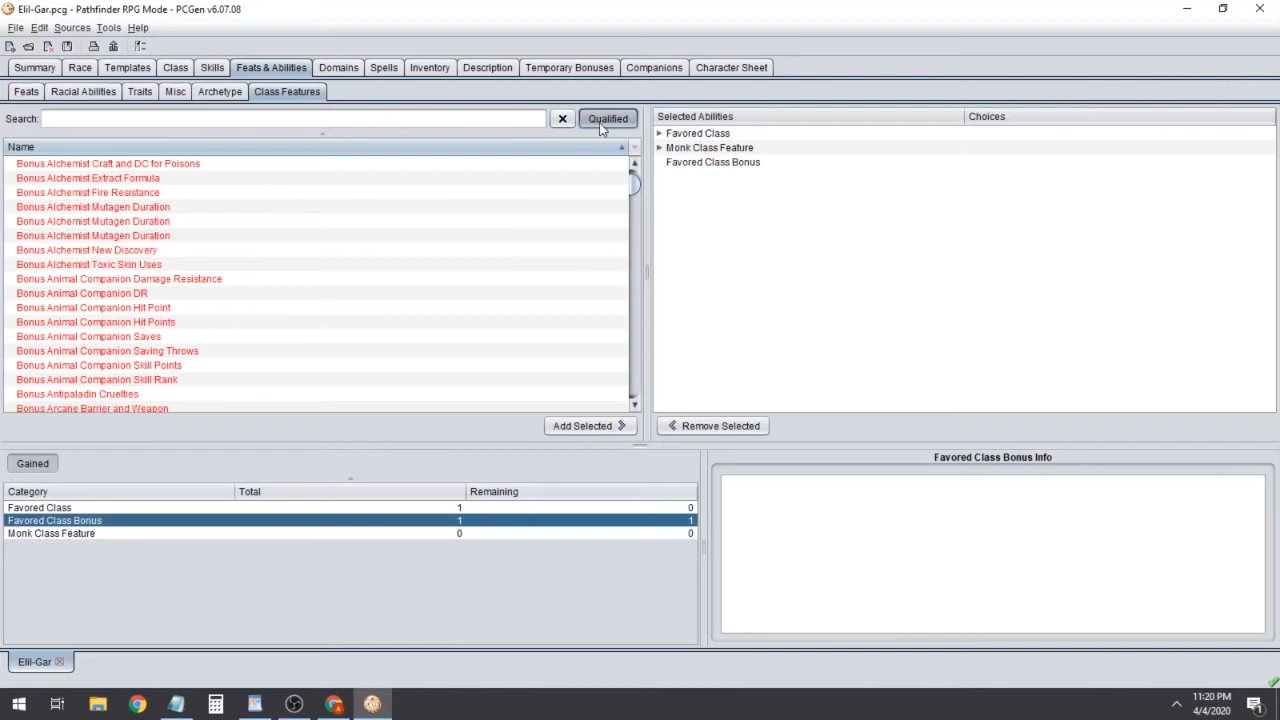 Elil-Gar.pcg - Pathfinder RPG Mode - PCGen v6.07.08
File Edit Sources Tools Help
Summary Race Templates Class Skills Feats & Abilities Domains Spells Inventory Description Temporary Bonuses Companions Character Sheet
Feats Racial Abilities Traits Misc Archetype Class Features
Search: Qualified
Name
Bonus Alchemist Craft and DC for Poisons
Bonus Alchemist Extract Formula
Bonus Alchemist Fire Resistance
Bonus Alchemist Mutagen Duration
Bonus Alchemist Mutagen Duration
Bonus Alchemist Mutagen Duration
Bonus Alchemist New Discovery
Bonus Alchemist Toxic Skin Uses
Bonus Animal Companion Damage Resistance
Bonus Animal Companion DR
Bonus Animal Companion Hit Point
Bonus Animal Companion Hit Points
Bonus Animal Companion Saves
Bonus Animal Companion Saving Throws
Bonus Animal Companion Skill Points
Bonus Animal Companion Skill Rank
Bonus Antipaladin Cruelties
Bonus Arcane Barrier and Weapon
Add Selected
Selected Abilities Choices
Favored Class
Monk Class Feature
Favored Class Bonus
Remove Selected
Gained
Category Total Remaining
Favored Class 1 0
Favored Class Bonus 1 1
Monk Class Feature 0 0
Favored Class Bonus Info
Elil-Gar
11:20 PM
4/4/2020
1